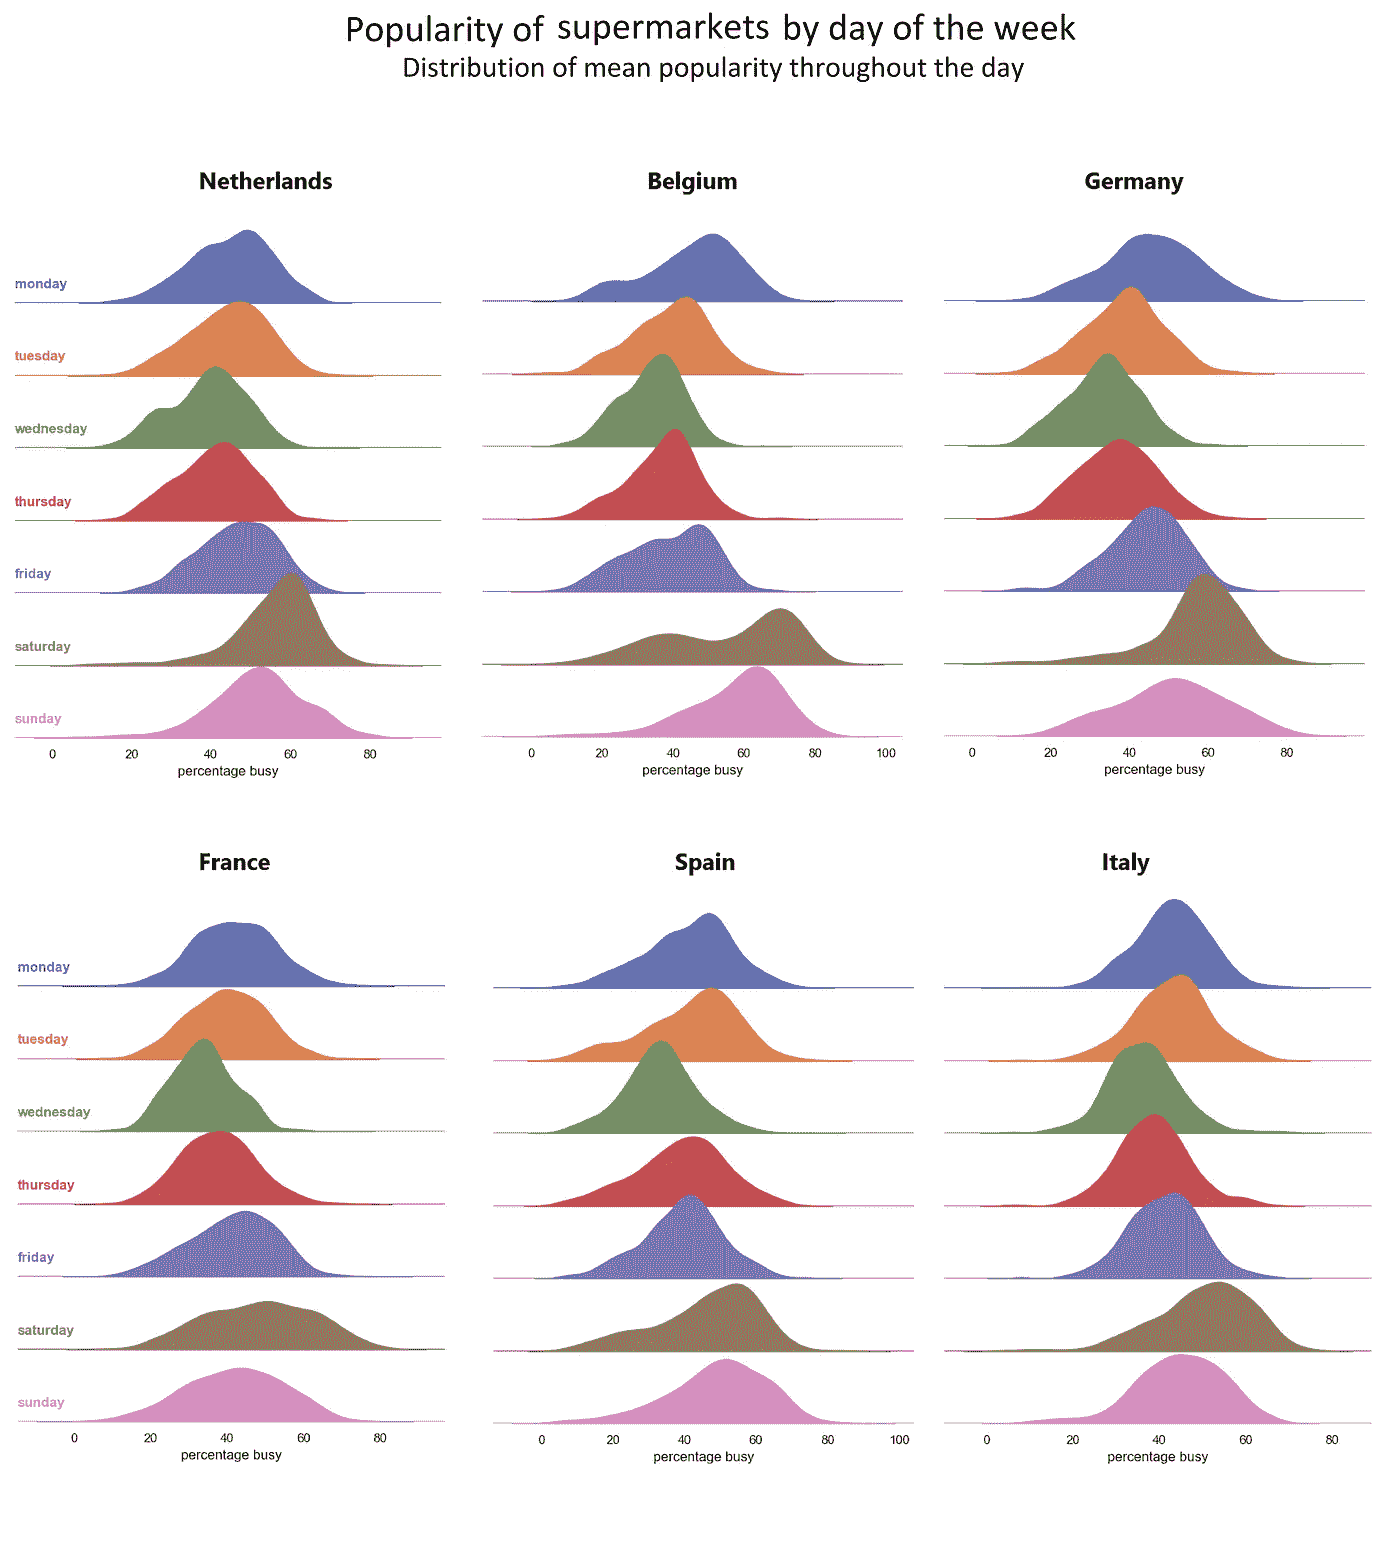 Popularity of supermarkets by day of the week
Distribution of mean popularity throughout the day
Netherlands
Belgium
Germany
monday
tuesday
wednesday
thursday
friday
saturday
sunday
0 20 40 60 80
percentage busy
0 20 40 60 80 100
percentage busy
0 20 40 60 80
percentage busy
France
Spain
Italy
monday
tuesday
wednesday
thursday
friday
saturday
sunday
0 20 40 60 80
percentage busy
0 20 40 60 80 100
percentage busy
0 20 40 60 80
percentage busy